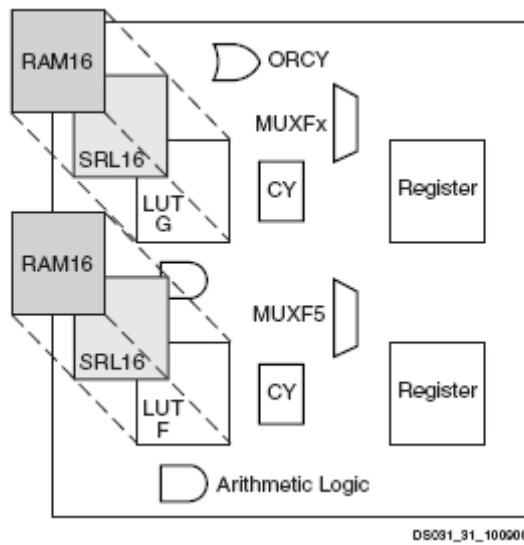 RAM16
ORCY
MUXFx
SRL16
LUT
G
CY
Register
RAM16
MUXF5
SRL16
LUT
F
CY
Register
Arithmetic Logic